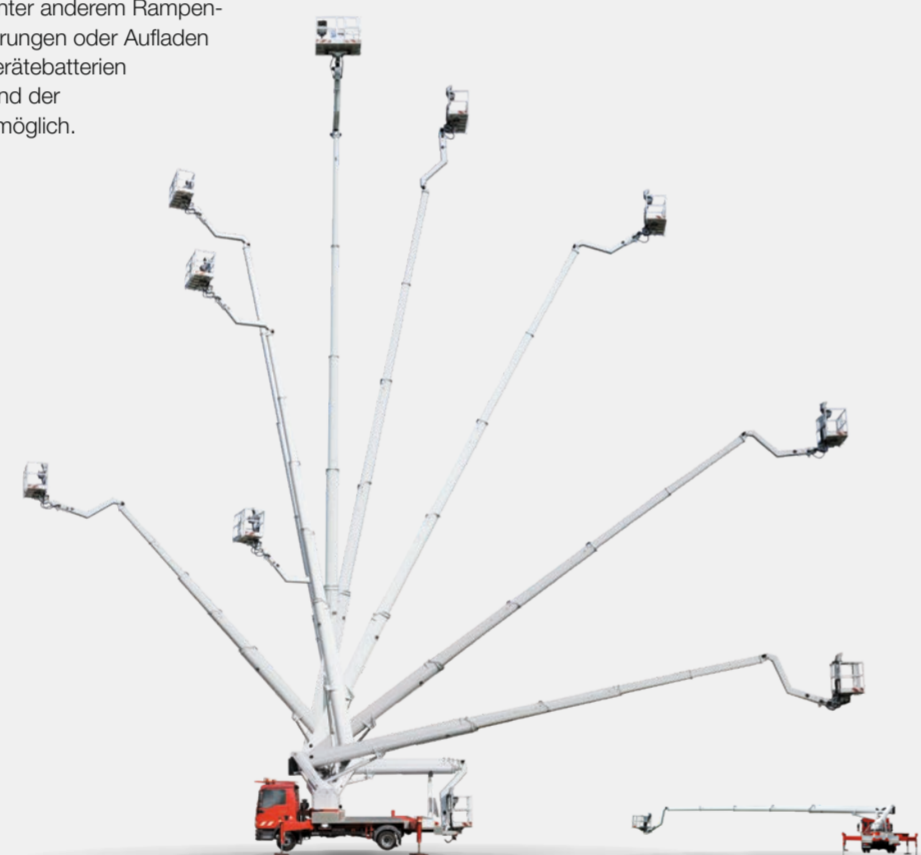 nter anderem Rampen-
rungen oder Aufladen
erätebatterien
nd der
möglich.